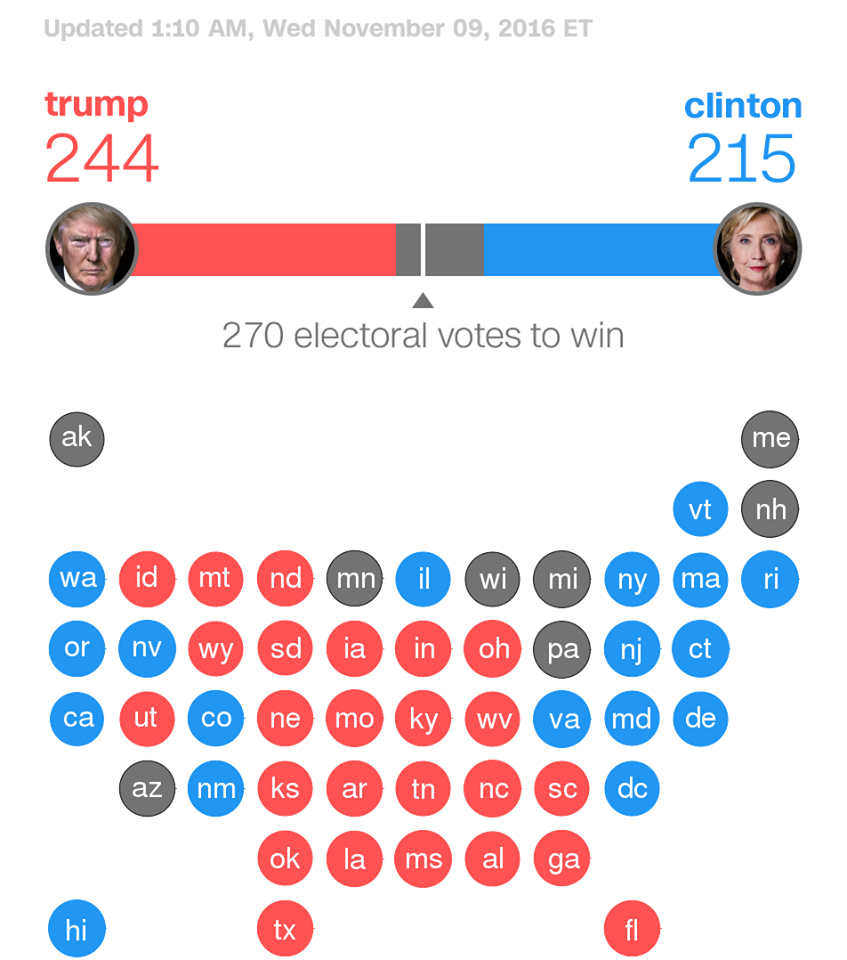 Updated 1:10 AM, Wed November 09, 2016 ET
trump clinton
244 215
270 electoral votes to win
ak me
vt nh
wa id mt nd mn il wi mi ny ma ri
or nv wy sd ia in oh pa nj ct
ca ut co ne mo ky wv va md de
az nm ks ar tn nc sc dc
ok la ms al ga
hi tx fl